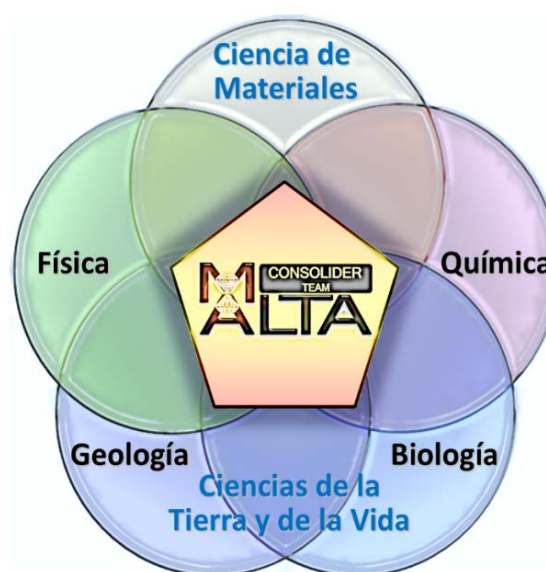 Ciencia de
Materiales
Física
Química
CONSOLIDER
TEAM
MALTA
Geología
Biología
Ciencias de la
Tierra y de la Vida